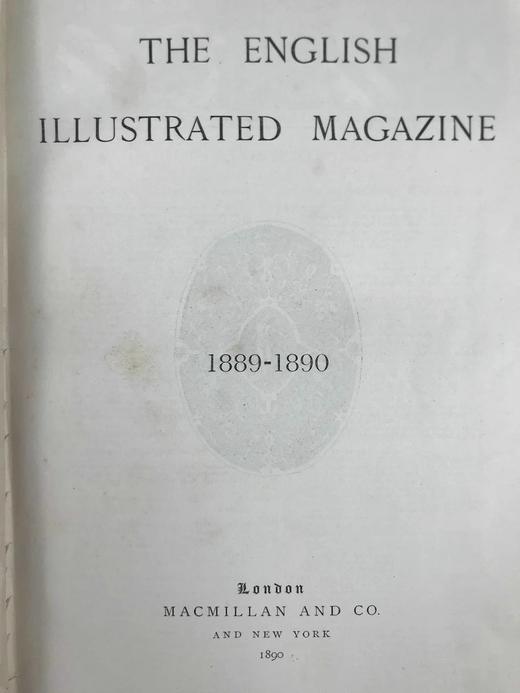 THE ENGLISH
ILLUSTRATED MAGAZINE
1889-1890
London
MACMILLAN AND CO.
AND NEW YORK
1890